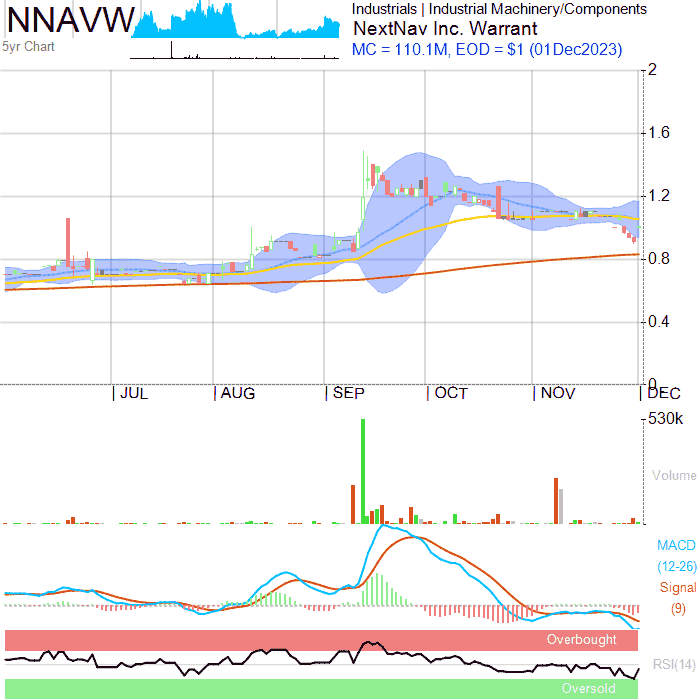 NNAVW
5yr Chart
Industrials | Industrial Machinery/Components
NextNav Inc. Warrant
MC = 110.1M, EOD = $1 (01Dec2023)
2
1.6
1.2
0.8
0.4
0
| JUL | AUG | SEP | OCT | NOV | DEC
530k
Volume
MACD
(12-26)
Signal
(9)
Overbought
RSI(14)
Oversold